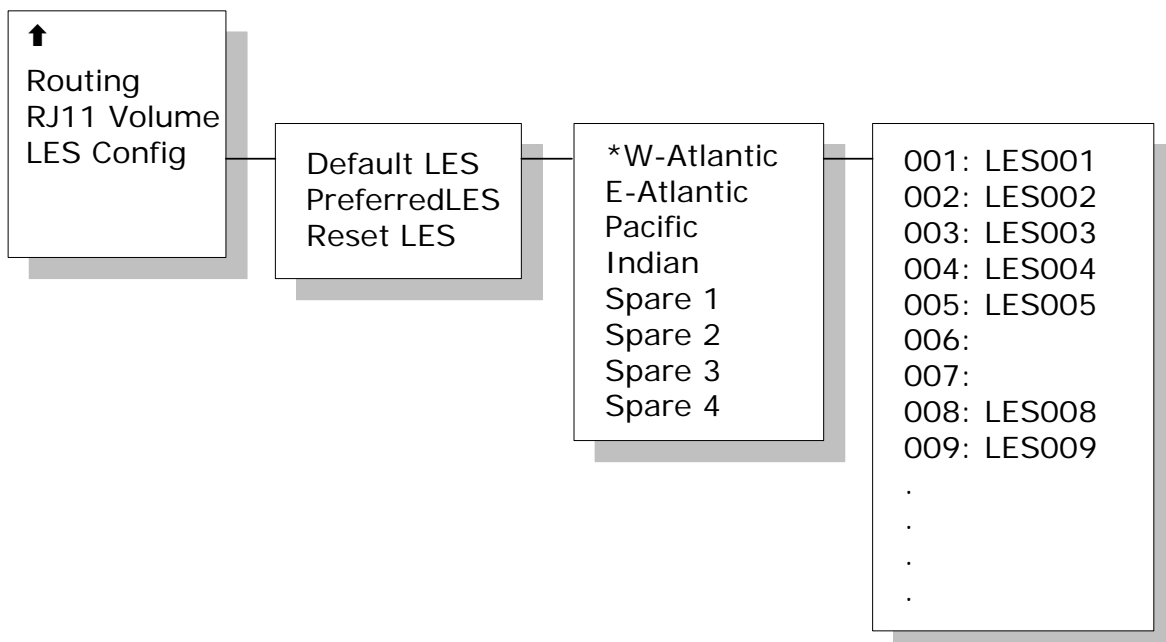 ⬆
Routing
RJ11 Volume
LES Config
Default LES
PreferredLES
Reset LES
*W-Atlantic
E-Atlantic
Pacific
Indian
Spare 1
Spare 2
Spare 3
Spare 4
001: LES001
002: LES002
003: LES003
004: LES004
005: LES005
006:
007:
008: LES008
009: LES009
.
.
.
.